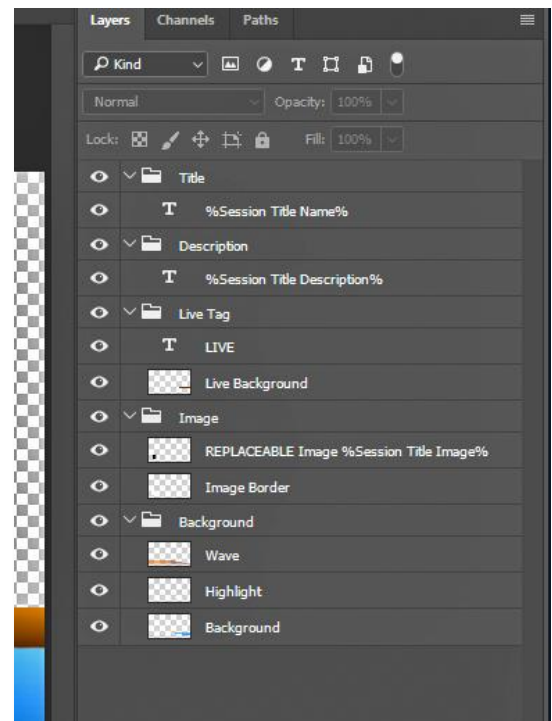 Layers Channels Paths
Kind
Normal Opacity: 100%
Lock: Fill: 100%
Title
T %Session Title Name%
Description
T %Session Title Description%
Live Tag
T LIVE
Live Background
Image
REPLACEABLE Image %Session Title Image%
Image Border
Background
Wave
Highlight
Background